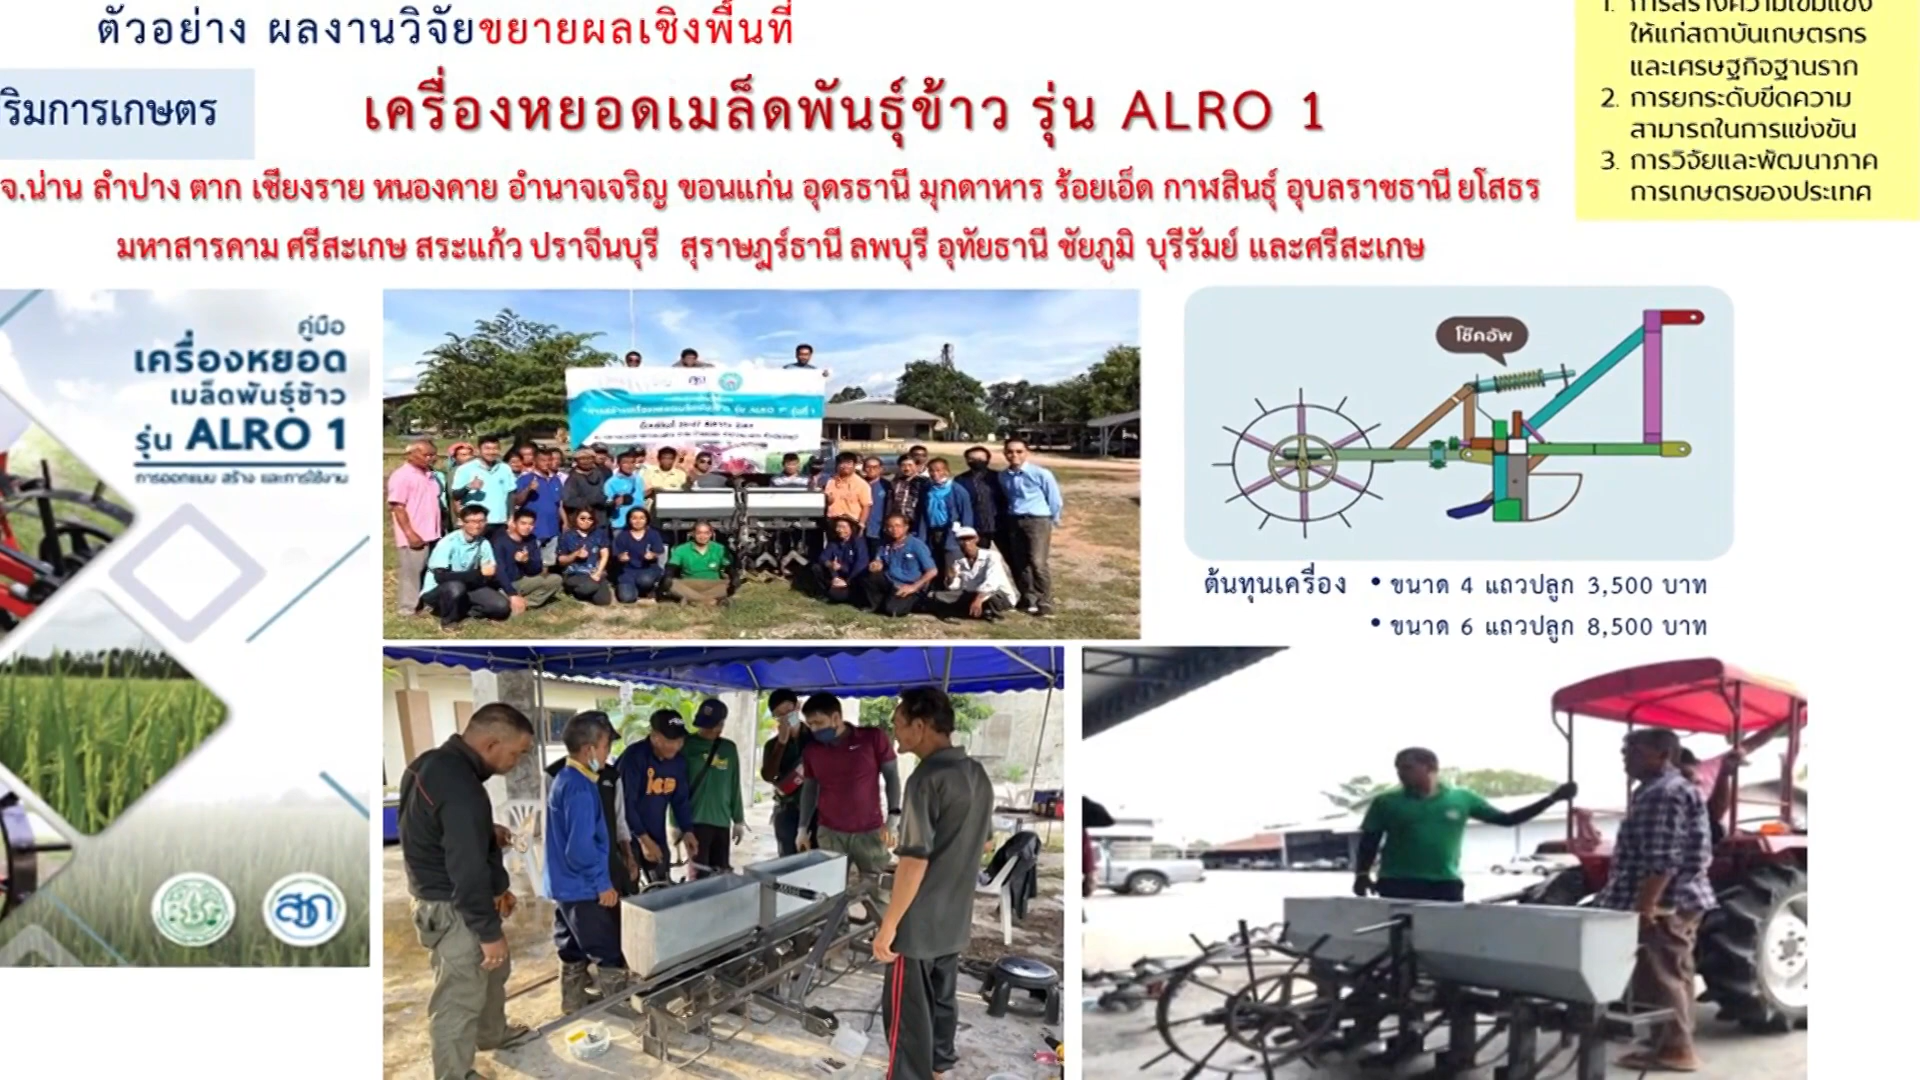 ตัวอย่าง ผลงานวิจัยขยายผลเชิงพื้นที่
1. การสร้างความเข้มแข็ง
ให้แก่สถาบันเกษตรกร
และเศรษฐกิจฐานราก
2. การยกระดับขีดความ
สามารถในการแข่งขัน
3. การวิจัยและพัฒนาภาค
การเกษตรของประเทศ
ริมการเกษตร
เครื่องหยอดเมล็ดพันธุ์ข้าว รุ่น ALRO 1
จ.น่าน ลำปาง ตาก เชียงราย หนองคาย อำนาจเจริญ ขอนแก่น อุดรธานี มุกดาหาร ร้อยเอ็ด กาฬสินธุ์ อุบลราชธานี ยโสธร
มหาสารคาม ศรีสะเกษ สระแก้ว ปราจีนบุรี สุราษฎร์ธานี ลพบุรี อุทัยธานี ชัยภูมิ บุรีรัมย์ และศรีสะเกษ
คู่มือ
เครื่องหยอด
เมล็ดพันธุ์ข้าว
รุ่น ALRO 1
การออกแบบ สร้าง และการใช้งาน
ส.ป.ก
โช๊คอัพ
ต้นทุนเครื่อง • ขนาด 4 แถวปลูก 3,500 บาท
• ขนาด 6 แถวปลูก 8,500 บาท